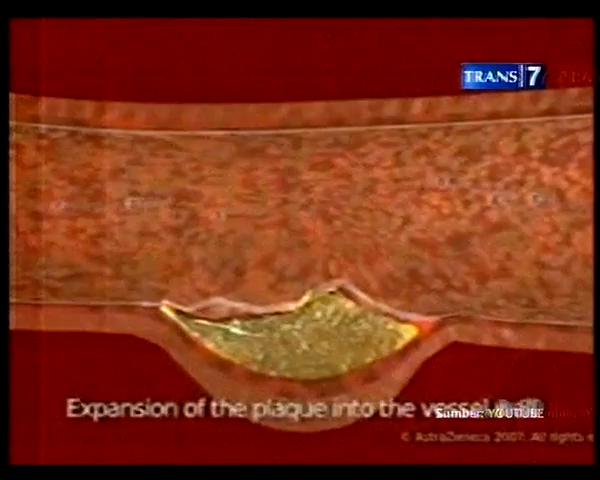 TRANS 7
Expansion of the plaque into the vessel
Sumber: YOUTUBE
© AstraZeneca 2007. All rights